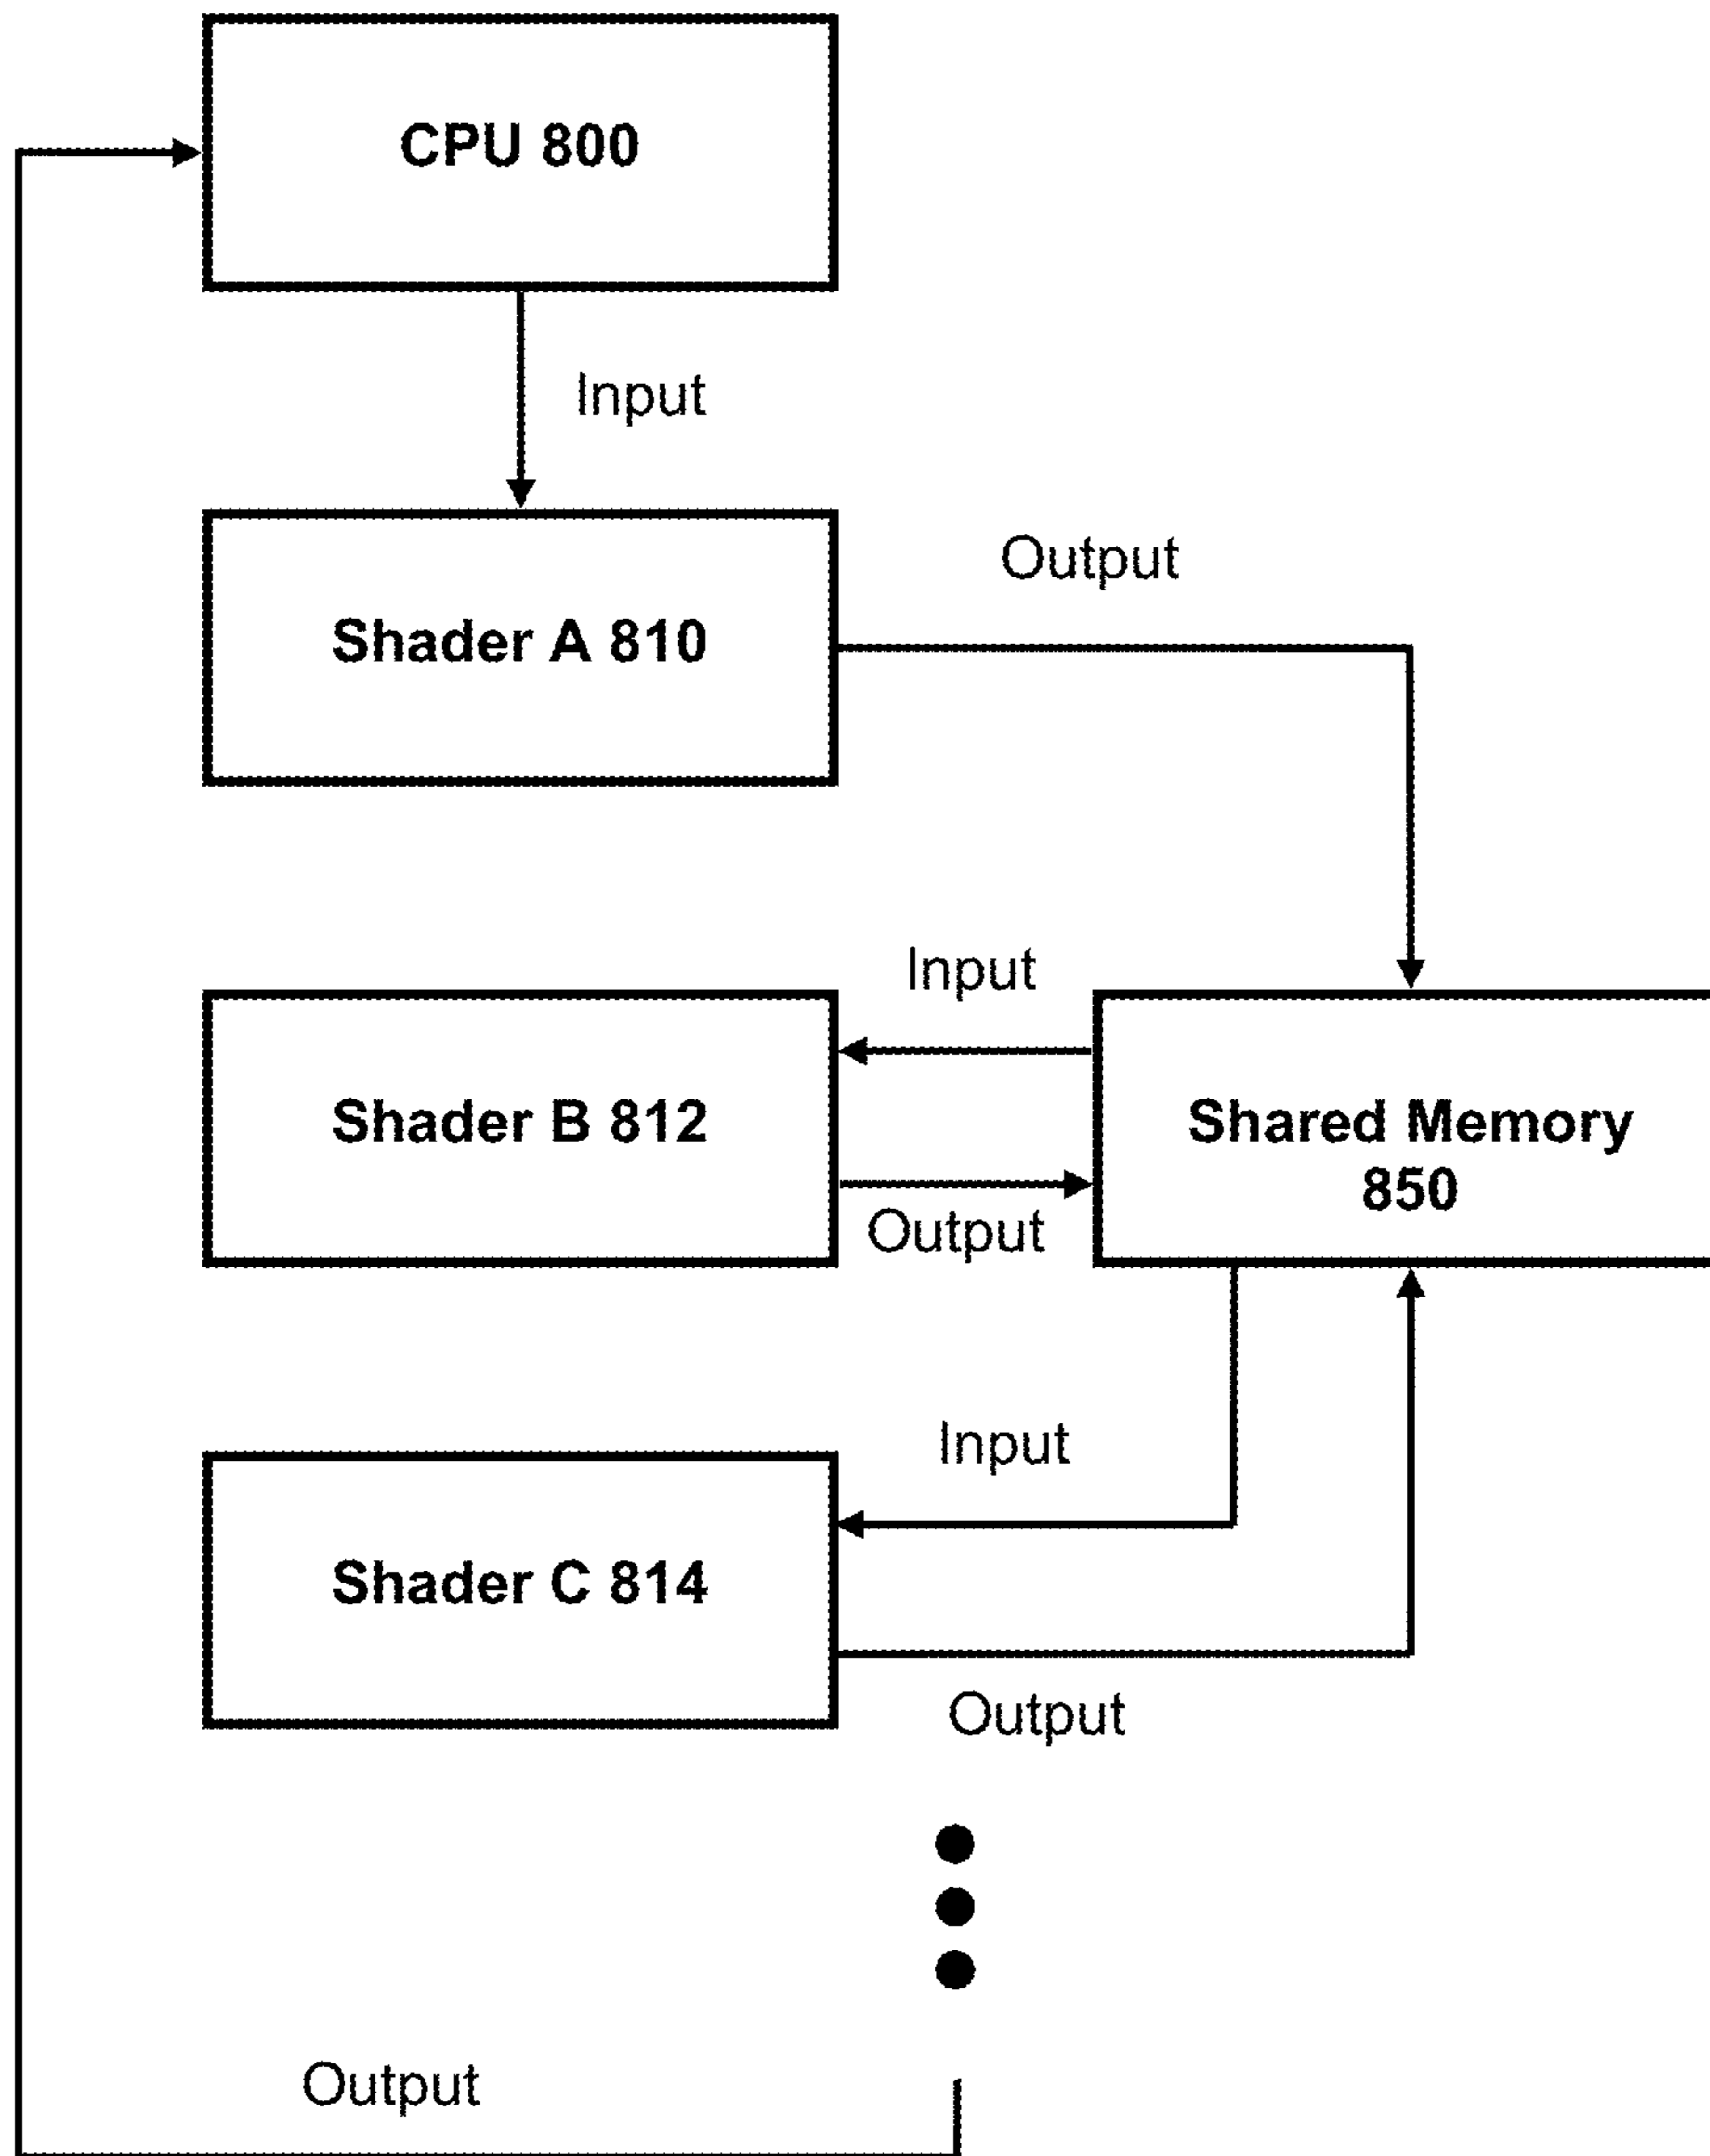 CPU 800
Input
Output
Shader A 810
Input
Shader B 812
Shared Memory
850
Output
Input
Shader C 814
Output
Output